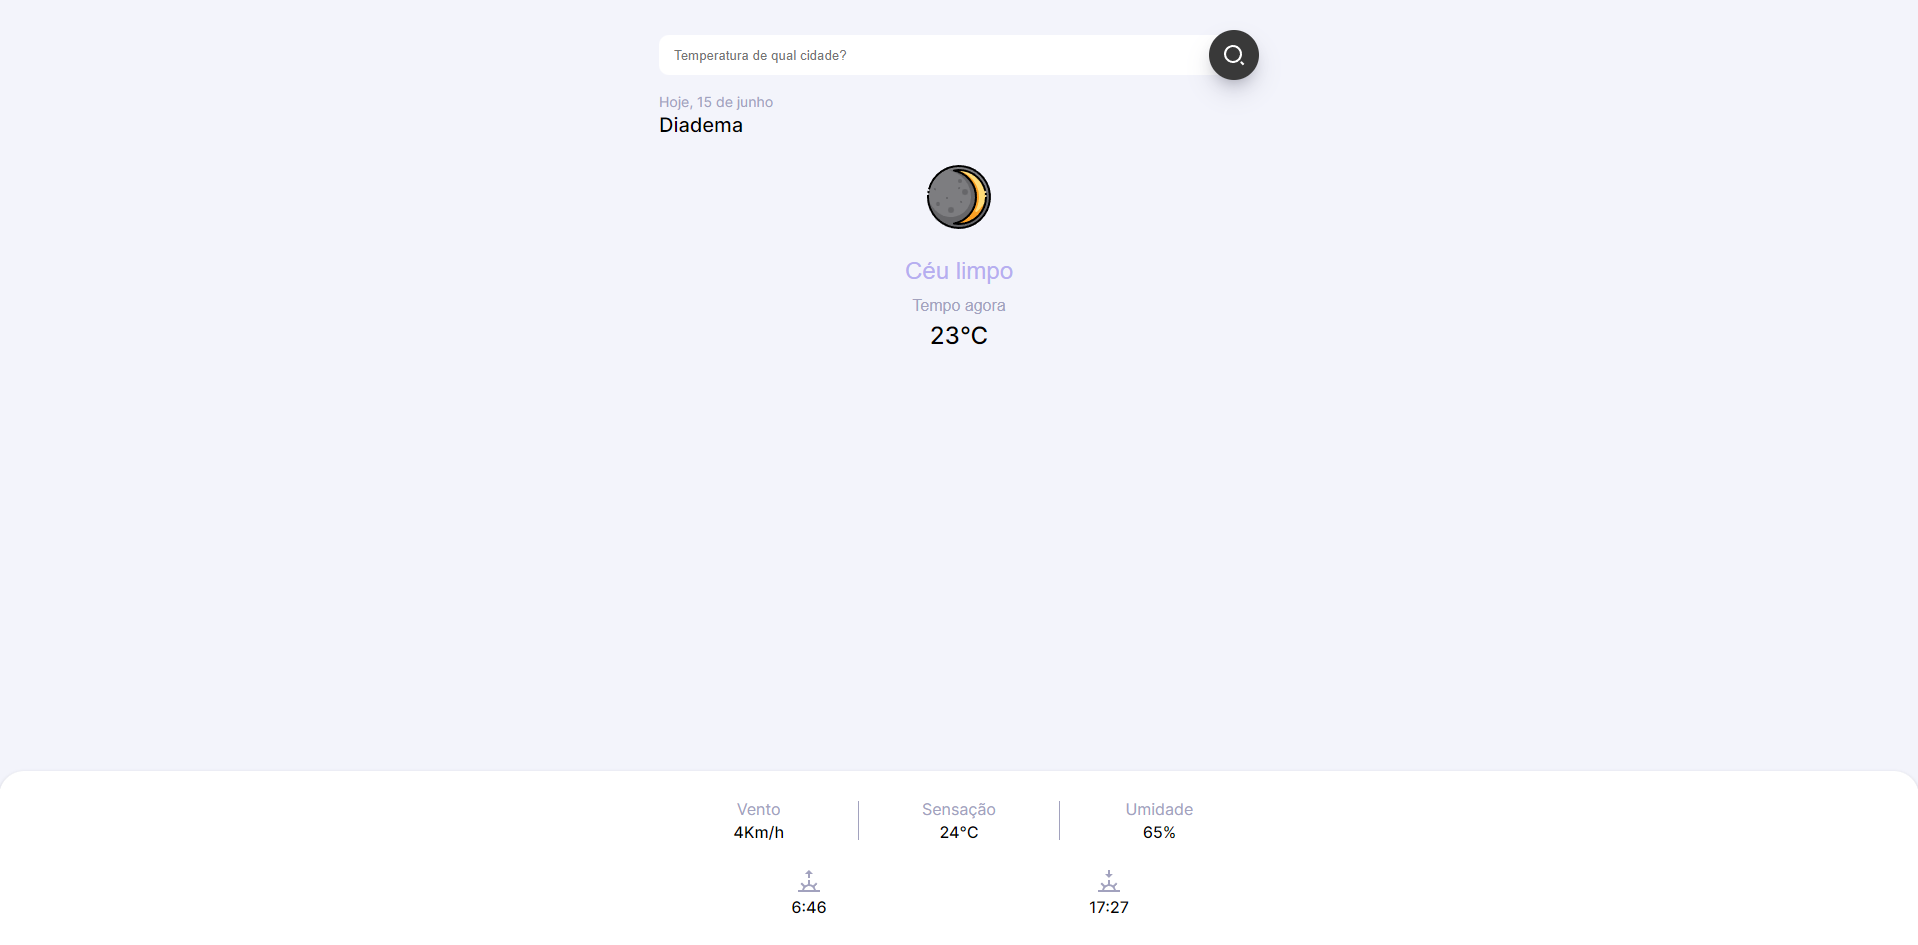 Temperatura de qual cidade?
Hoje, 15 de junho
Diadema
Céu limpo
Tempo agora
23°C
Vento
4Km/h
Sensação
24°C
Umidade
65%
6:46
17:27